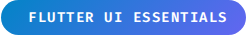 FLUTTER UI ESSENTIALS